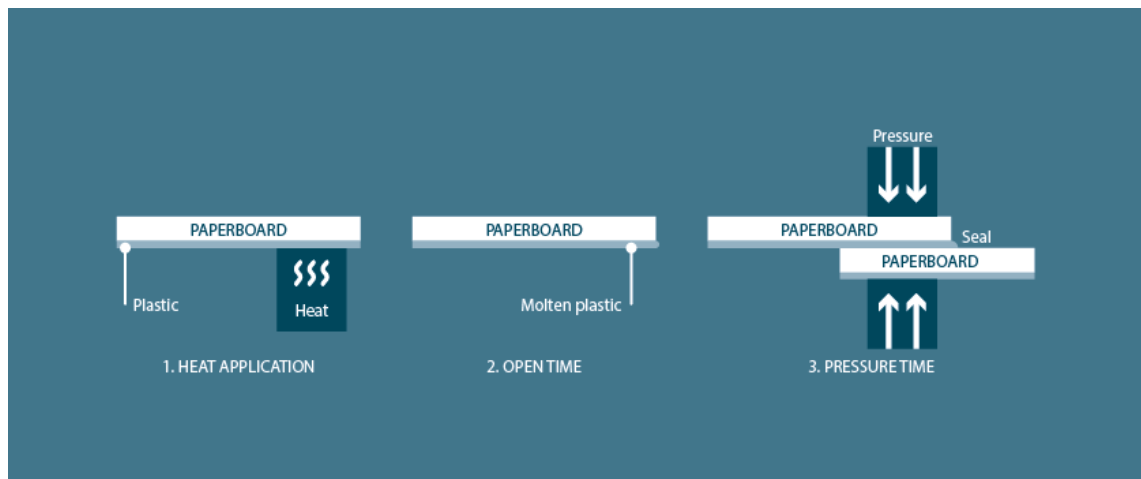 PAPERBOARD
Plastic
Heat
1. HEAT APPLICATION
PAPERBOARD
Molten plastic
2. OPEN TIME
Pressure
PAPERBOARD
Seal
PAPERBOARD
3. PRESSURE TIME